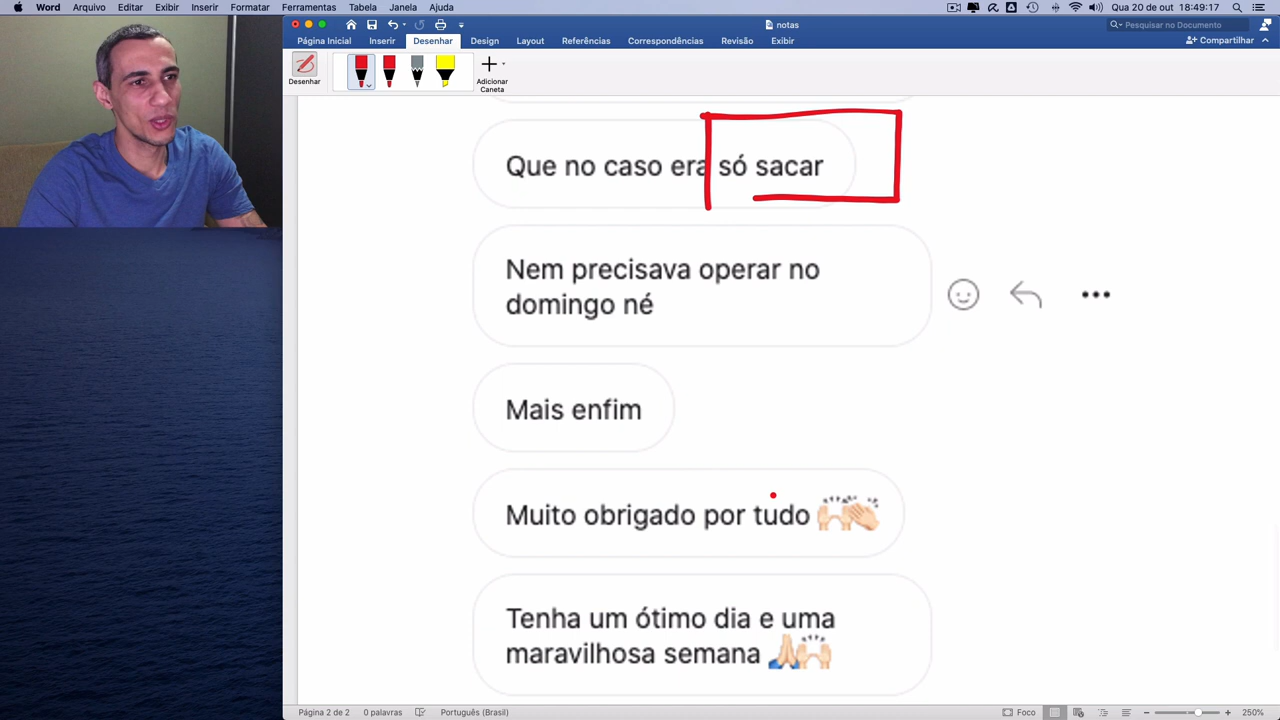 Word Arquivo Editar Exibir Inserir Formatar Ferramentas Tabela Janela Ajuda Qua 20 de out 18:49:17
notas
Pesquisar no Documento
Página Inicial Inserir Desenhar Design Layout Referências Correspondências Revisão Exibir
Compartilhar
Desenhar
Adicionar
Caneta
Que no caso era só sacar
Nem precisava operar no
domingo né
Mais enfim
Muito obrigado por tudo
Tenha um ótimo dia e uma
maravilhosa semana
Página 2 de 2 0 palavras Português (Brasil) Foco 250%